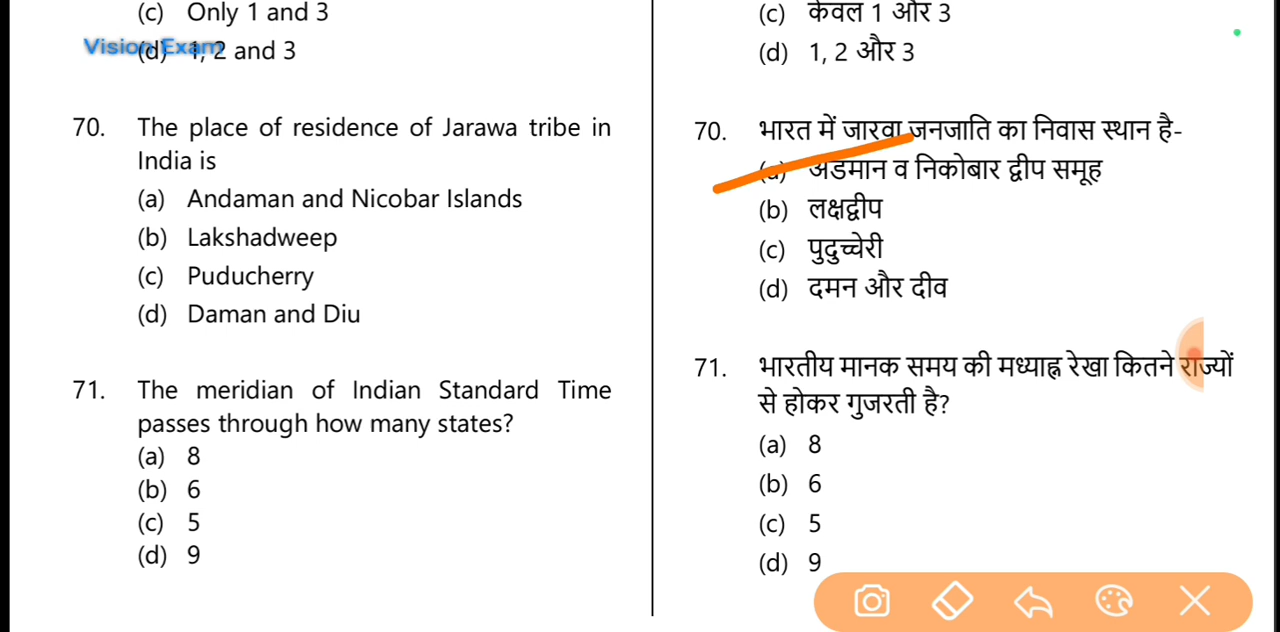 (c) Only 1 and 3
Vision Exam
(d) 1, 2 and 3
70. The place of residence of Jarawa tribe in
India is
(a) Andaman and Nicobar Islands
(b) Lakshadweep
(c) Puducherry
(d) Daman and Diu
71. The meridian of Indian Standard Time
passes through how many states?
(a) 8
(b) 6
(c) 5
(d) 9
(c) केवल 1 और 3
(d) 1, 2 और 3
70. भारत में जारवा जनजाति का निवास स्थान है-
(a) अंडमान व निकोबार द्वीप समूह
(b) लक्षद्वीप
(c) पुदुच्चेरी
(d) दमन और दीव
71. भारतीय मानक समय की मध्याह्न रेखा कितने राज्यों
से होकर गुजरती है?
(a) 8
(b) 6
(c) 5
(d) 9